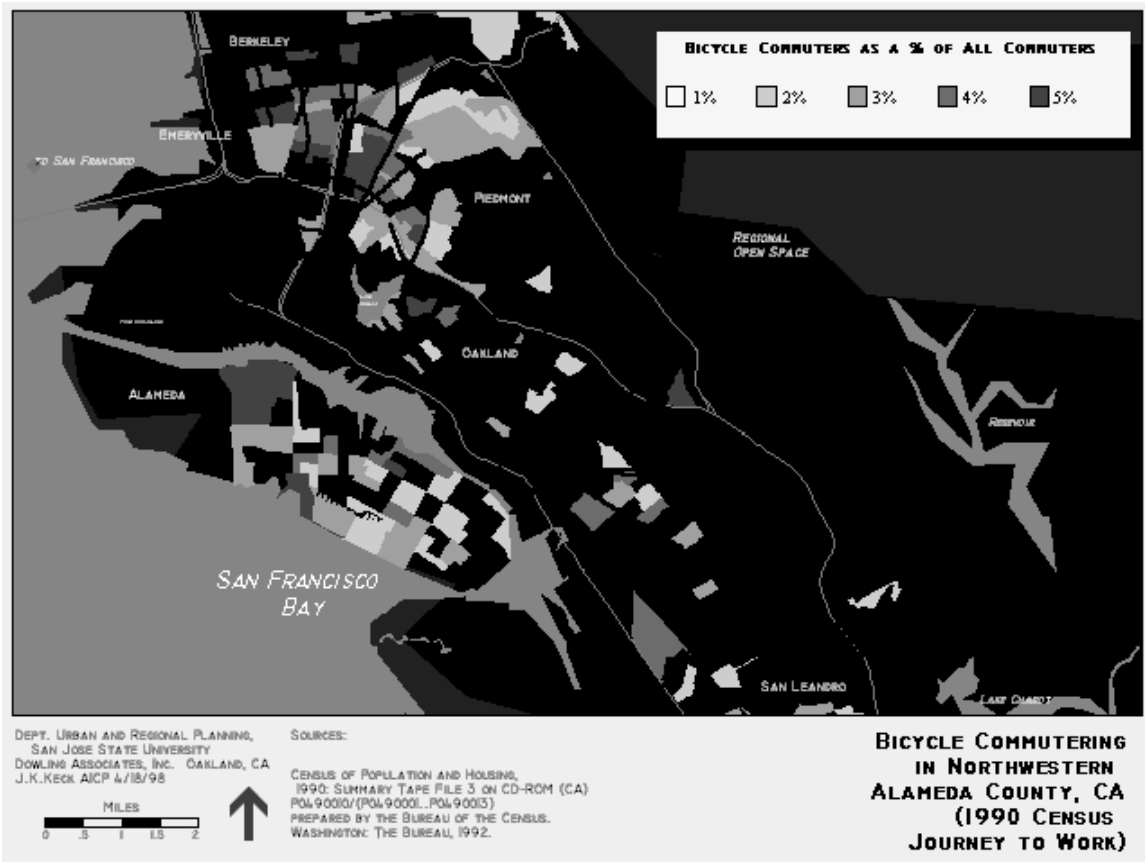 BERKELEY
BICYCLE COMMUTERS AS A % OF ALL COMMUTERS
1% 2% 3% 4% 5%
EMERYVILLE
TO SAN FRANCISCO
PIEDMONT
REGIONAL
OPEN SPACE
OAKLAND
ALAMEDA
RESERVOIR
SAN FRANCISCO
BAY
SAN LEANDRO
LAKE CHABOT
DEPT. URBAN AND REGIONAL PLANNING,
SAN JOSE STATE UNIVERSITY
DOWLING ASSOCIATES, INC. OAKLAND, CA
J.K.KECK AICP 4/18/98
MILES
0 .5 1 1.5 2
SOURCES:
CENSUS OF POPULATION AND HOUSING,
1990: SUMMARY TAPE FILE 3 ON CD-ROM (CA)
P0490010/(P0490001..P0490013)
PREPARED BY THE BUREAU OF THE CENSUS.
WASHINGTON: THE BUREAU, 1992.
BICYCLE COMMUTERING
IN NORTHWESTERN
ALAMEDA COUNTY, CA
(1990 CENSUS
JOURNEY TO WORK)